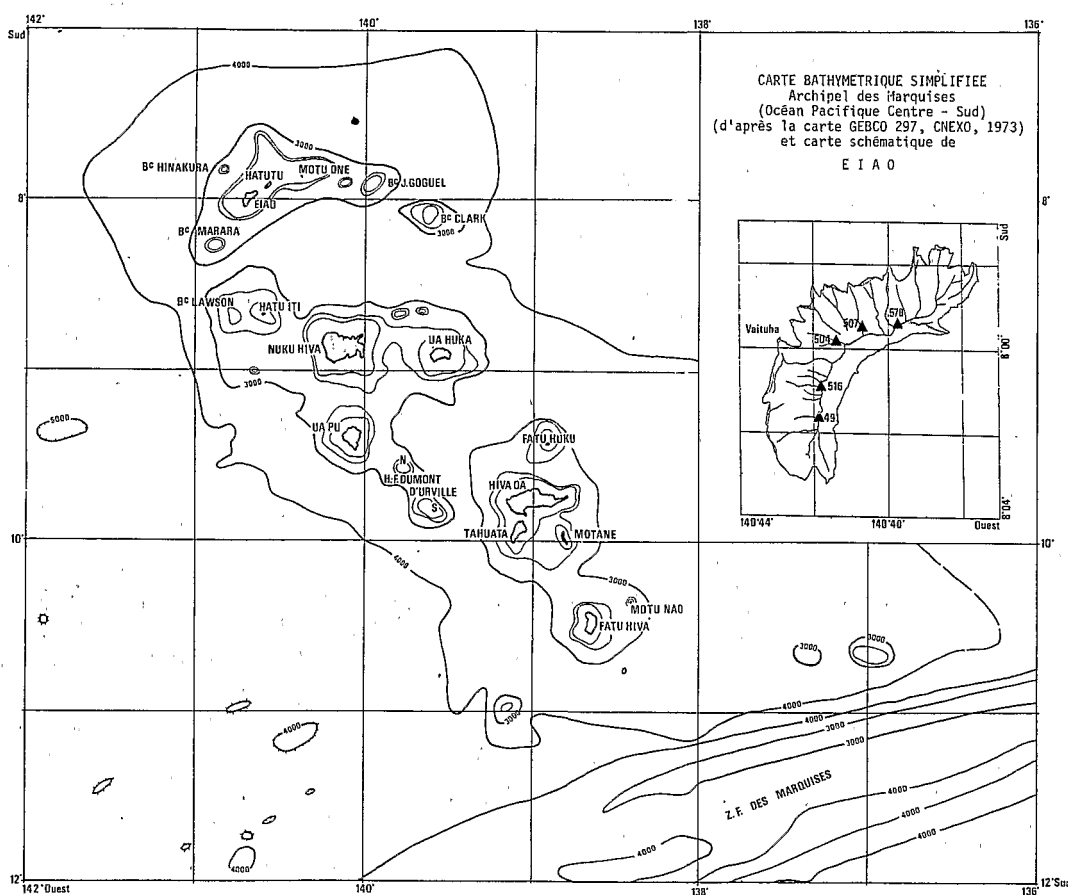 142°
140°
138°
136°
Sud
4000
CARTE BATHYMETRIQUE SIMPLIFIEE
Archipel des Marquises
(Océan Pacifique Centre - Sud)
(d'après la carte GEBCO 297, CNEXO, 1973)
et carte schématique de
E I A O
3000
Bᶜ HINAKURA
HATUTU
MOTU ONE
Bᶜ J.GOGUEL
8°
EIAO
8°
Bᶜ CLARK
3000
Bᶜ MARARA
Sud
578
507
504
Vaituha
8°00
516
491
8°04
140°44
140°40
Ouest
Bᶜ LAWSON
HATU ITI
NUKU HIVA
UA HUKA
3000
5000
UA PU
FATU HUKU
N
H.F.DUMONT
D'URVILLE
S
HIVA OA
TAHUATA
MOTANE
10°
10°
4000
3000
MOTU NAO
FATU HIVA
3000
3000
3000
4000
4000
4000
3000
3000
Z.F. DES MARQUISES
4000
4000
4000
4000
4000
12°
142° Ouest
140°
138°
136°
12° Sud